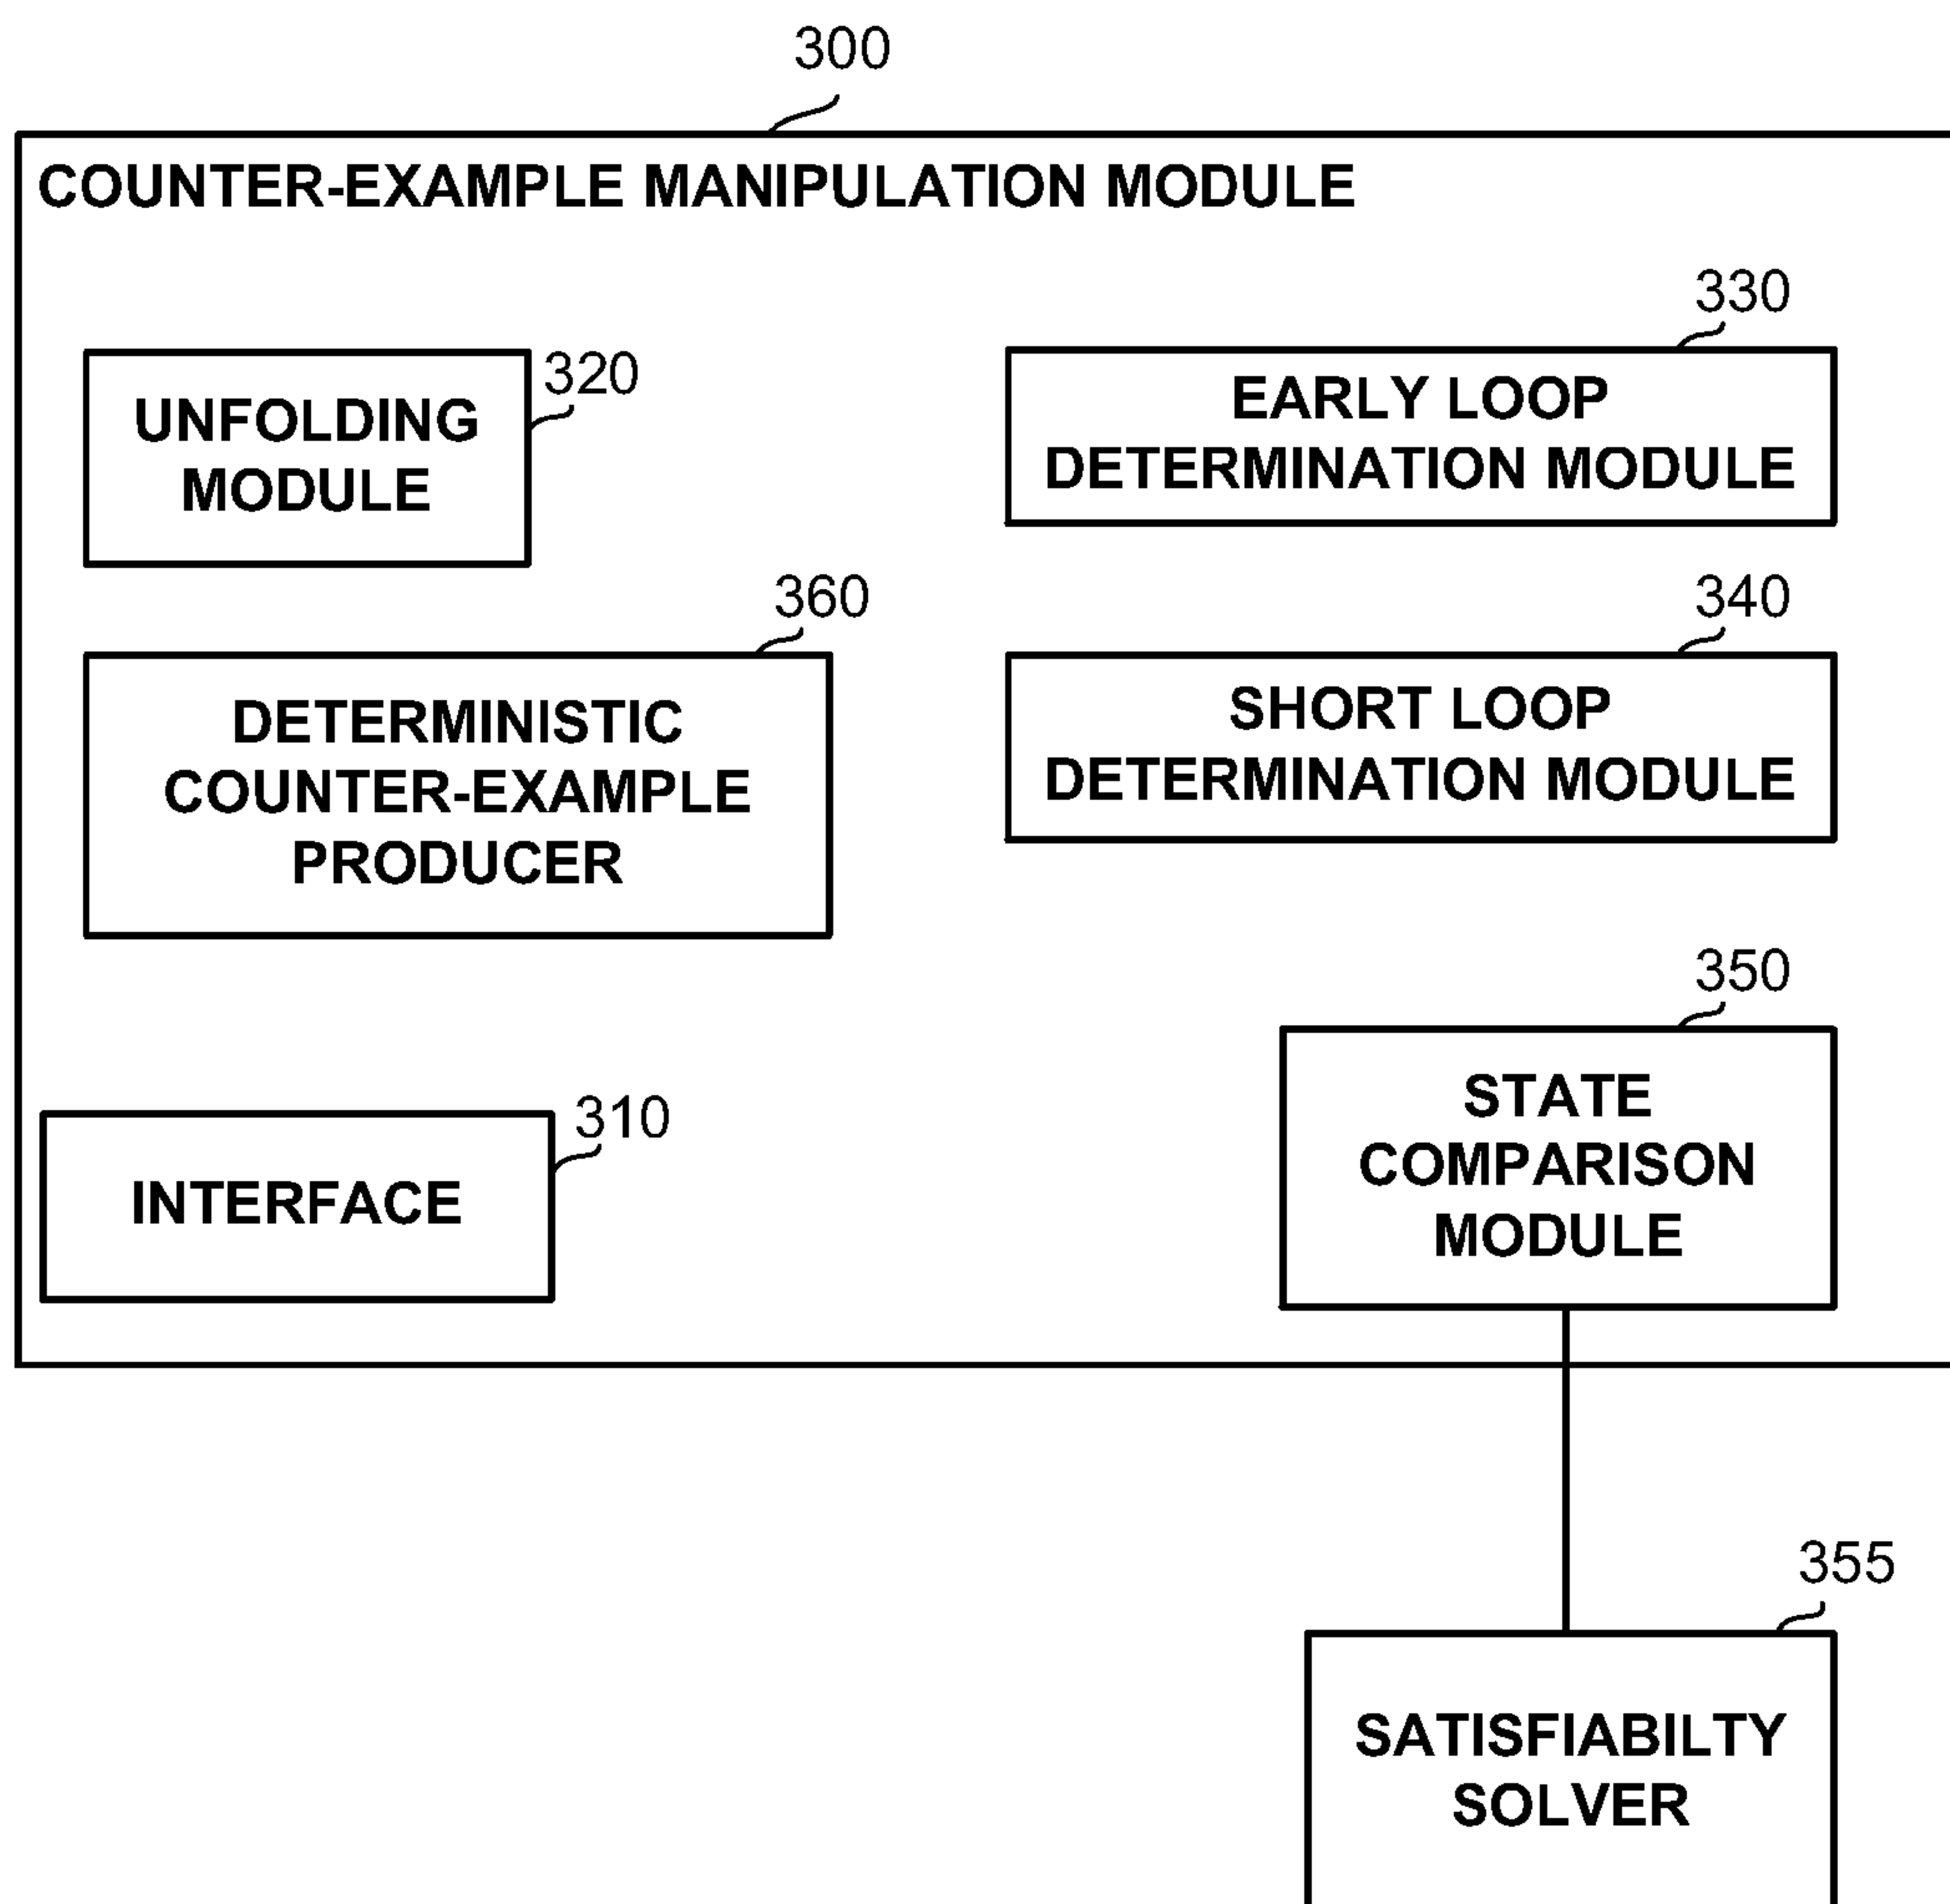 300
COUNTER-EXAMPLE MANIPULATION MODULE
330
320
UNFOLDING
MODULE
EARLY LOOP
DETERMINATION MODULE
360
340
DETERMINISTIC
COUNTER-EXAMPLE
PRODUCER
SHORT LOOP
DETERMINATION MODULE
350
310
INTERFACE
STATE
COMPARISON
MODULE
355
SATISFIABILTY
SOLVER